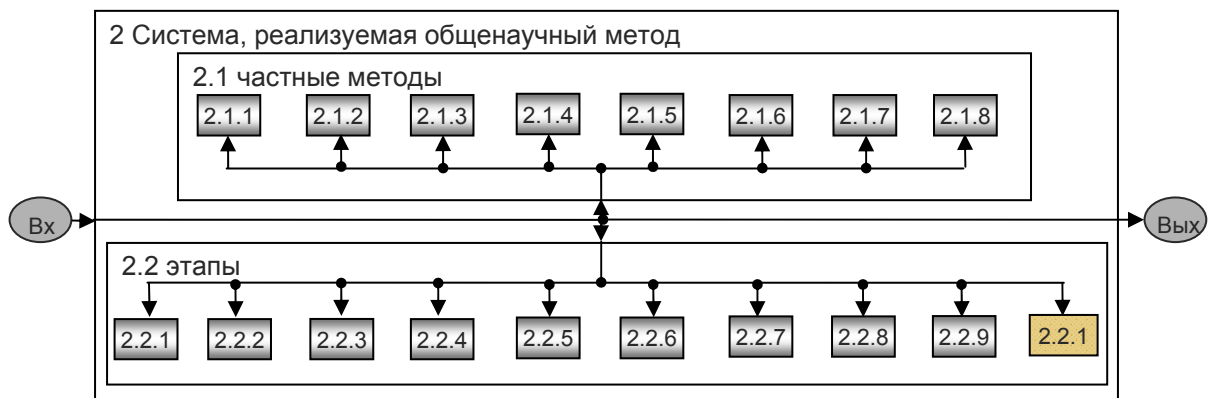 2 Система, реализуемая общенаучный метод
2.1 частные методы
2.1.1 2.1.2 2.1.3 2.1.4 2.1.5 2.1.6 2.1.7 2.1.8
Вх Вых
2.2 этапы
2.2.1 2.2.2 2.2.3 2.2.4 2.2.5 2.2.6 2.2.7 2.2.8 2.2.9 2.2.1